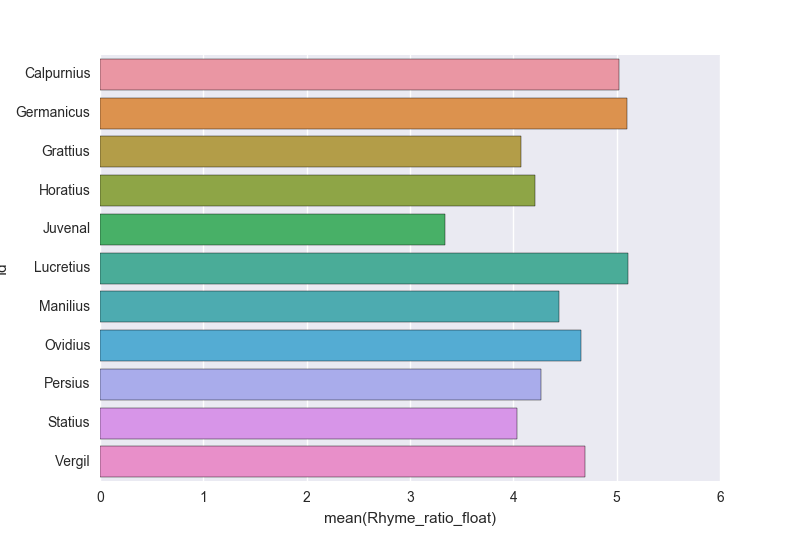 Calpurnius
Germanicus
Grattius
Horatius
Juvenal
Lucretius
Manilius
Ovidius
Persius
Statius
Vergil
0 1 2 3 4 5 6
mean(Rhyme_ratio_float)